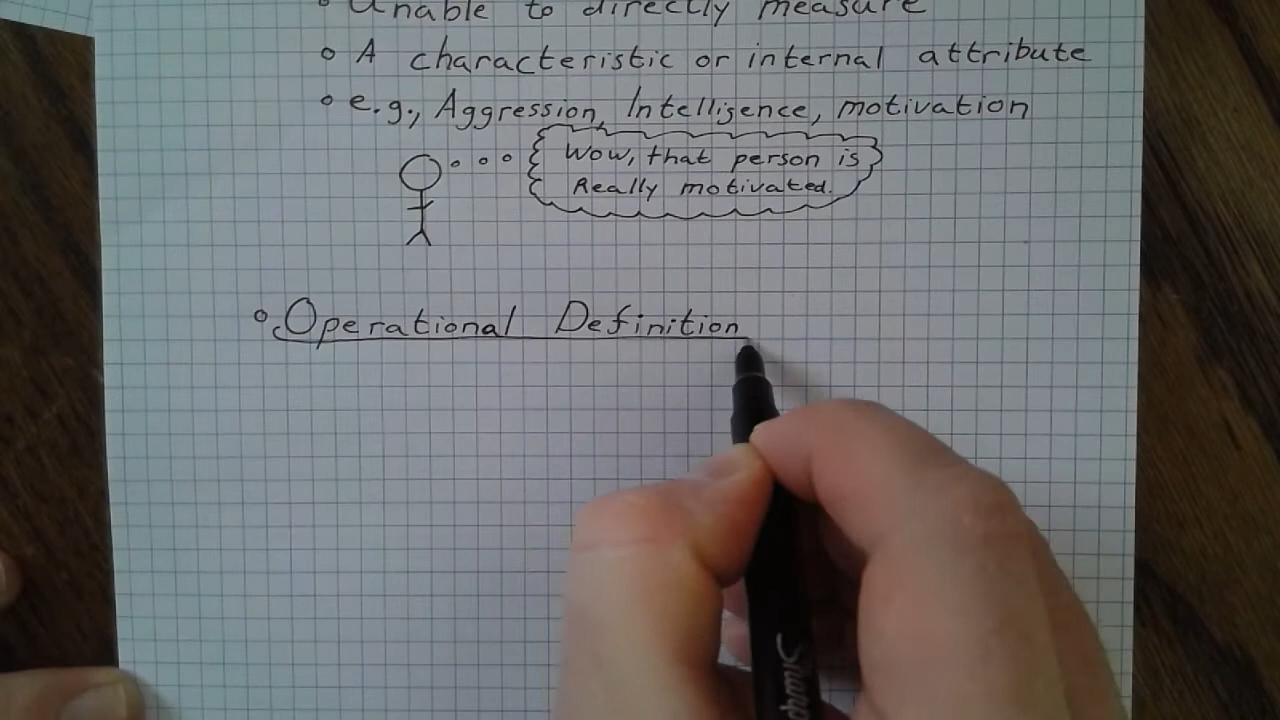 ° Unable to directly measure
° A characteristic or internal attribute
° e.g., Aggression, Intelligence, motivation
Wow, that person is
Really motivated.
° Operational Definition
Sharp